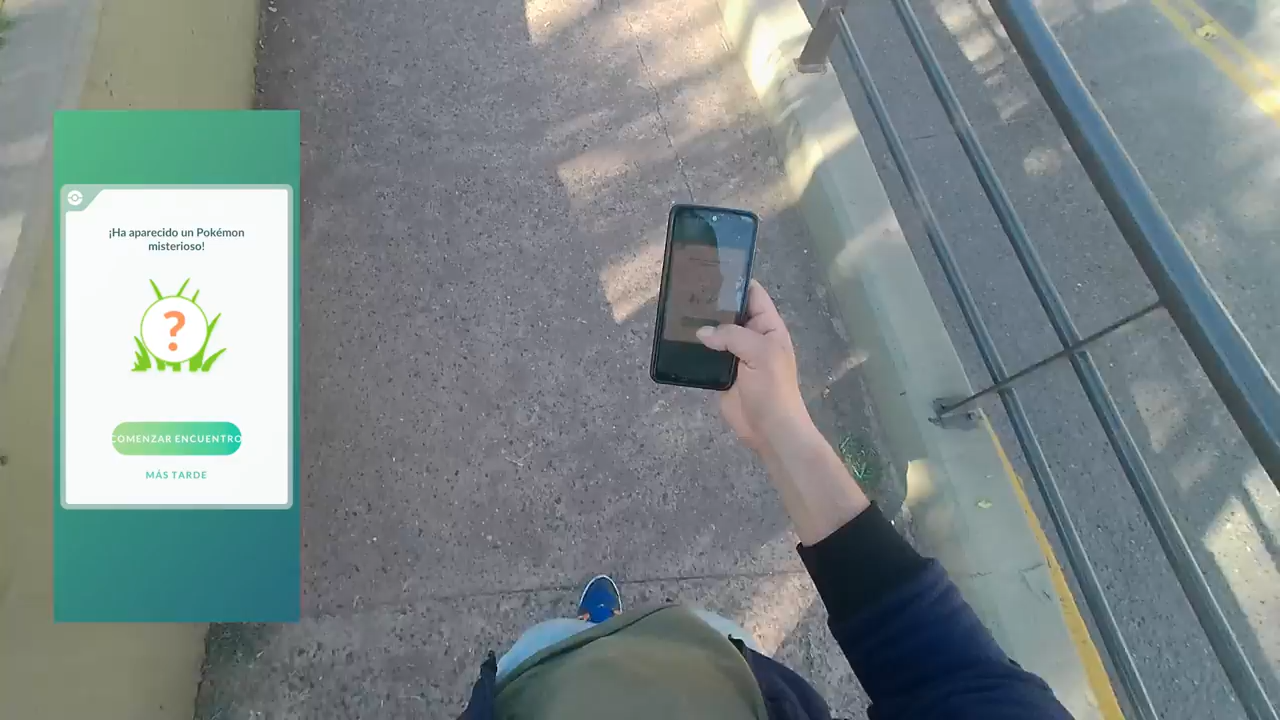 ¡Ha aparecido un Pokémon
misterioso!
?
COMENZAR ENCUENTRO
MÁS TARDE